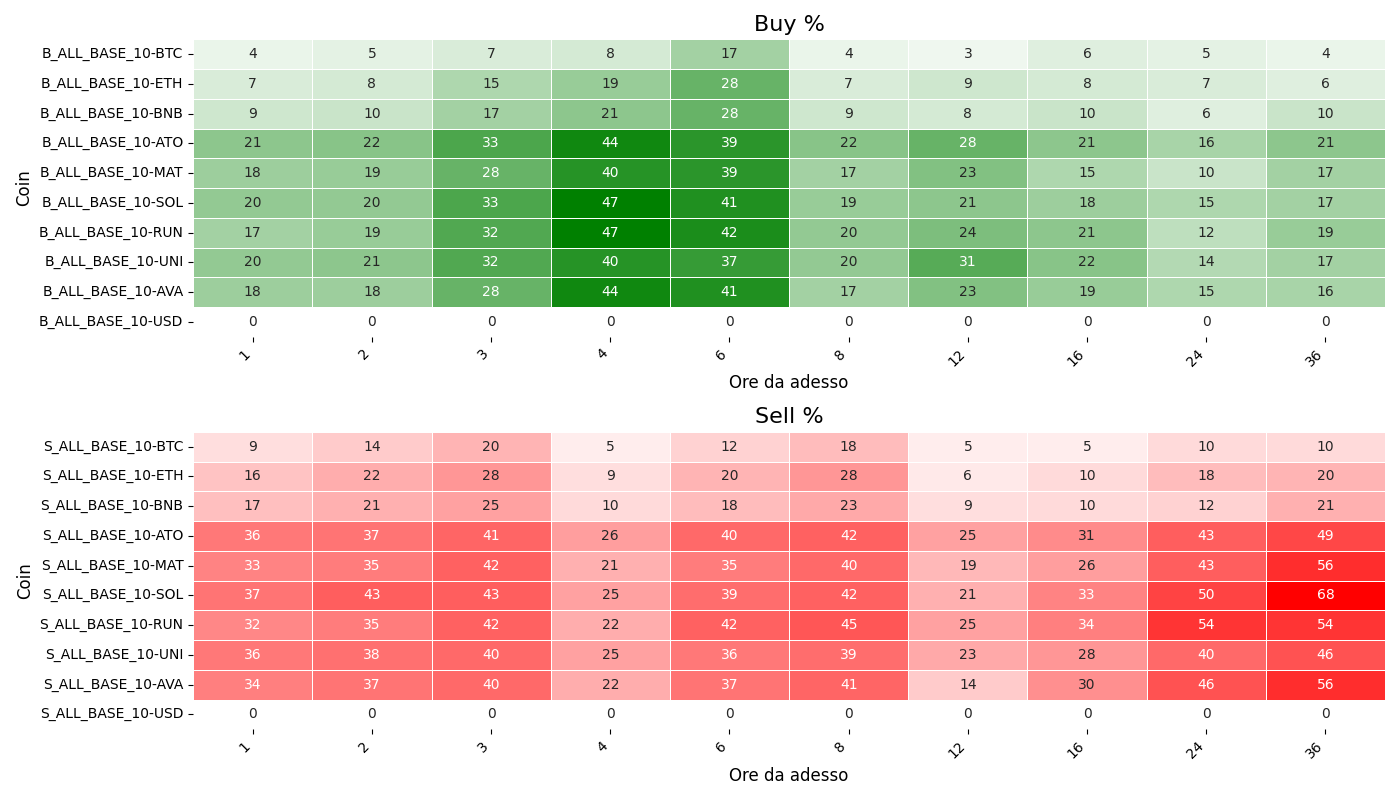 Buy %
Coin
B_ALL_BASE_10-BTC 4 5 7 8 17 4 3 6 5 4
B_ALL_BASE_10-ETH 7 8 15 19 28 7 9 8 7 6
B_ALL_BASE_10-BNB 9 10 17 21 28 9 8 10 6 10
B_ALL_BASE_10-ATO 21 22 33 44 39 22 28 21 16 21
B_ALL_BASE_10-MAT 18 19 28 40 39 17 23 15 10 17
B_ALL_BASE_10-SOL 20 20 33 47 41 19 21 18 15 17
B_ALL_BASE_10-RUN 17 19 32 47 42 20 24 21 12 19
B_ALL_BASE_10-UNI 20 21 32 40 37 20 31 22 14 17
B_ALL_BASE_10-AVA 18 18 28 44 41 17 23 19 15 16
B_ALL_BASE_10-USD 0 0 0 0 0 0 0 0 0 0
1 2 3 4 6 8 12 16 24 36
Ore da adesso
Sell %
Coin
S_ALL_BASE_10-BTC 9 14 20 5 12 18 5 5 10 10
S_ALL_BASE_10-ETH 16 22 28 9 20 28 6 10 18 20
S_ALL_BASE_10-BNB 17 21 25 10 18 23 9 10 12 21
S_ALL_BASE_10-ATO 36 37 41 26 40 42 25 31 43 49
S_ALL_BASE_10-MAT 33 35 42 21 35 40 19 26 43 56
S_ALL_BASE_10-SOL 37 43 43 25 39 42 21 33 50 68
S_ALL_BASE_10-RUN 32 35 42 22 42 45 25 34 54 54
S_ALL_BASE_10-UNI 36 38 40 25 36 39 23 28 40 46
S_ALL_BASE_10-AVA 34 37 40 22 37 41 14 30 46 56
S_ALL_BASE_10-USD 0 0 0 0 0 0 0 0 0 0
1 2 3 4 6 8 12 16 24 36
Ore da adesso